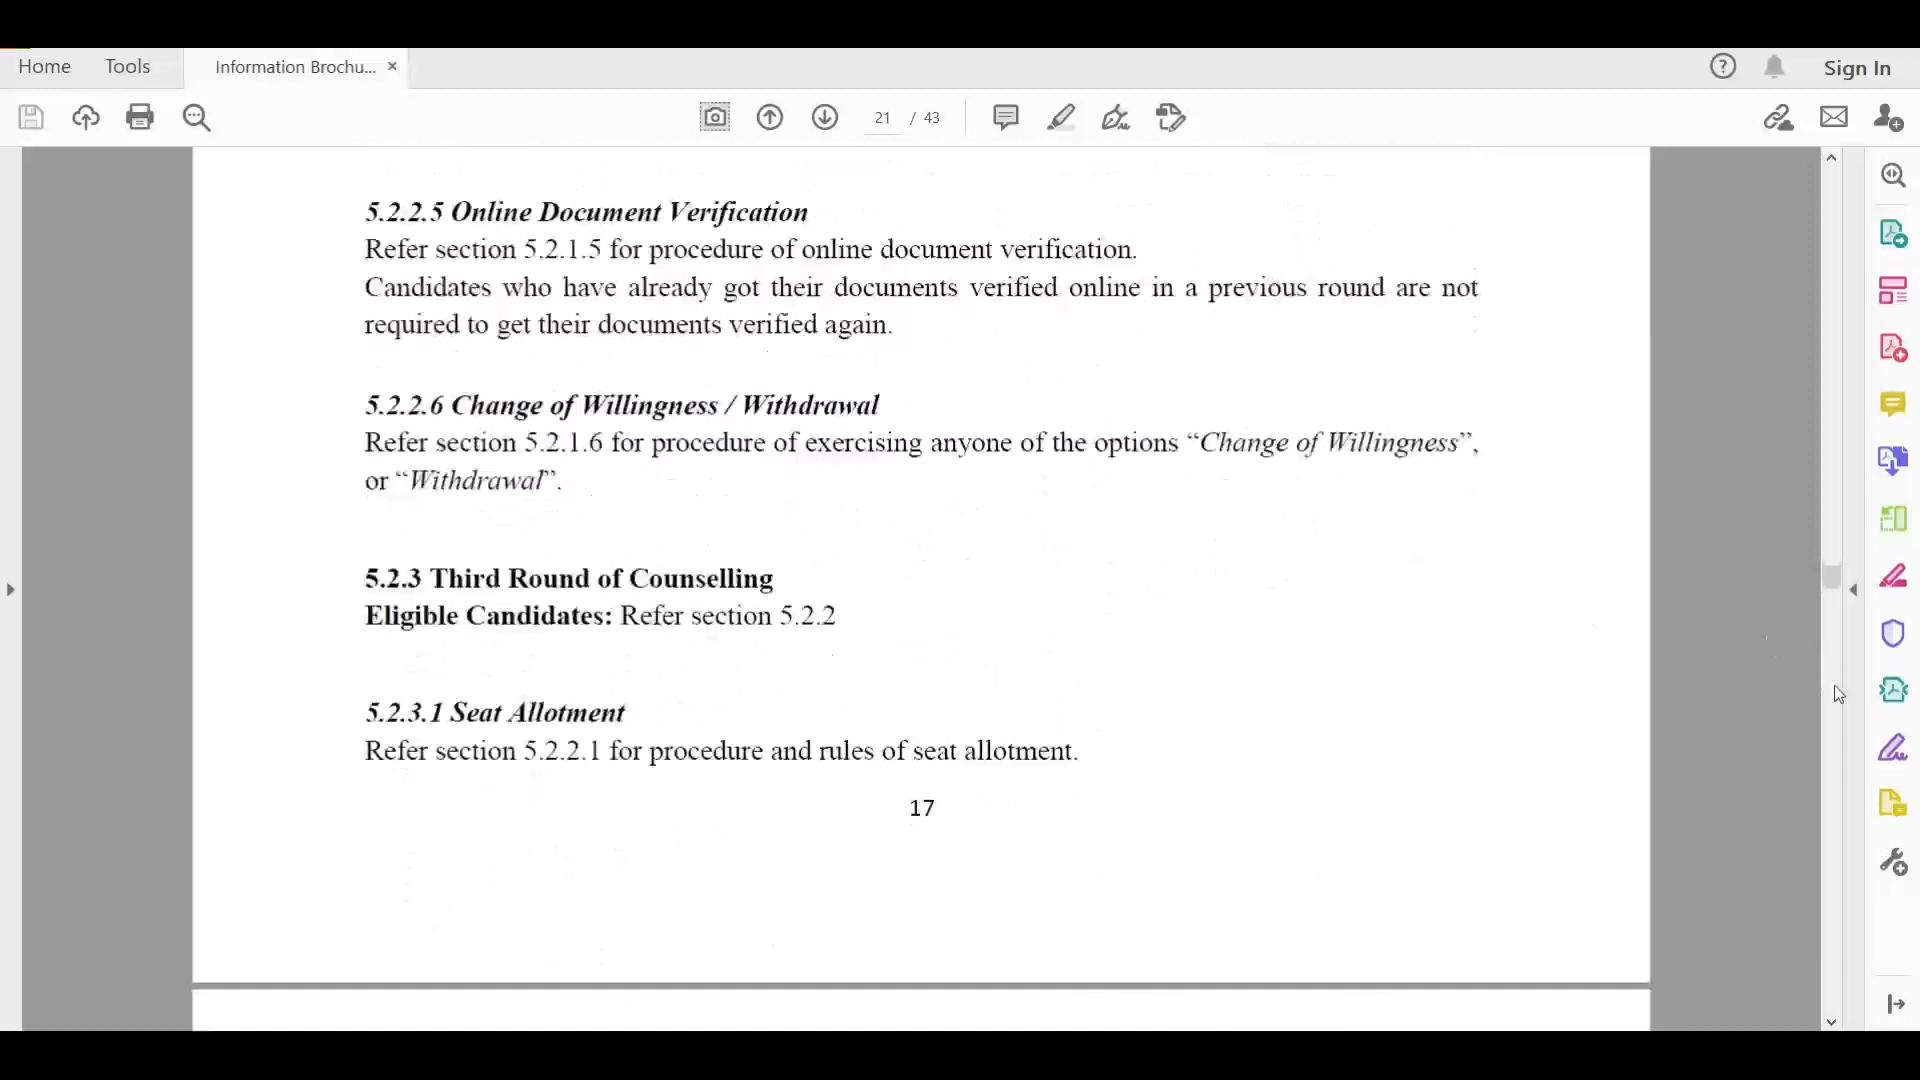 Home Tools Information Brochu... × Sign In
21 / 43
5.2.2.5 Online Document Verification
Refer section 5.2.1.5 for procedure of online document verification.
Candidates who have already got their documents verified online in a previous round are not
required to get their documents verified again.
5.2.2.6 Change of Willingness / Withdrawal
Refer section 5.2.1.6 for procedure of exercising anyone of the options “Change of Willingness”,
or “Withdrawal”.
5.2.3 Third Round of Counselling
Eligible Candidates: Refer section 5.2.2
5.2.3.1 Seat Allotment
Refer section 5.2.2.1 for procedure and rules of seat allotment.
17